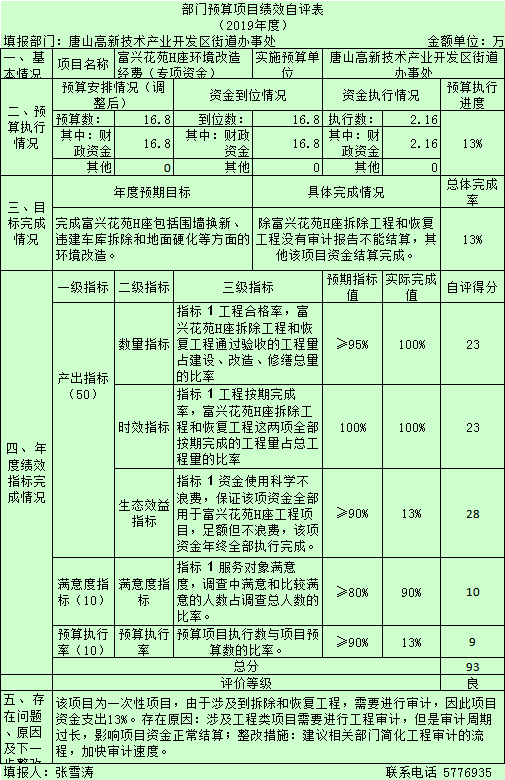 部门预算项目绩效自评表
（2019年度）
填报部门：唐山高新技术产业开发区街道办事处 金额单位：万
一、基本情况 项目名称 富兴花苑H座环境改造经费（专项资金） 实施预算单位 唐山高新技术产业开发区街道办事处
二、预算执行情况 预算安排情况（调整后） 资金到位情况 资金执行情况 预算执行进度
预算数： 16.8 到位数： 16.8 执行数： 2.16 13%
其中：财政资金 16.8 其中：财政资金 16.8 其中：财政资金 2.16
其他 0 其他 0 其他 0
三、目标完成情况 年度预期目标 具体完成情况 总体完成率
完成富兴花苑H座包括围墙换新、违建车库拆除和地面硬化等方面的环境改造。 除富兴花苑H座拆除工程和恢复工程没有审计报告不能结算，其他该项目资金结算完成。 13%
四、年度绩效指标完成情况 一级指标 二级指标 三级指标 预期指标值 实际完成值 自评得分
产出指标（50） 数量指标 指标1工程合格率，富兴花苑H座拆除工程和恢复工程通过验收的工程量占建设、改造、修缮总量的比率 ≥95% 100% 23
时效指标 指标1工程按期完成率，富兴花苑H座拆除工程和恢复工程这两项全部按期完成的工程量占总工程量的比率 100% 100% 23
生态效益指标 指标1资金使用科学不浪费，保证该项资金全部用于富兴花苑H座工程项目，足额但不浪费，该项资金年终全部执行完成。 ≥90% 13% 28
满意度指标（10） 满意度指标 指标1服务对象满意度，调查中满意和比较满意的人数占调查总人数的比率。 ≥80% 90% 10
预算执行率（10） 预算执行率 预算项目执行数与项目预算数的比率。 ≥90% 13% 9
总分 93
评价等级 良
五、存在问题、原因及下一步整改 该项目为一次性项目，由于涉及到拆除和恢复工程，需要进行审计，因此项目资金支出13%。存在原因：涉及工程类项目需要进行工程审计，但是审计周期过长，影响项目资金正常结算；整改措施：建议相关部门简化工程审计的流程，加快审计速度。
填报人：张雪涛 联系电话 5776935